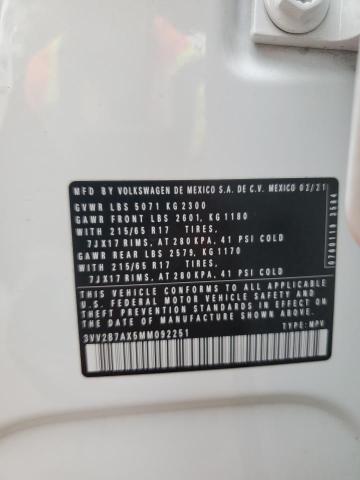 MFD BY VOLKSWAGEN DE MEXICO S.A. DE C.V. MEXICO 02/21
GVWR LBS 5071 KG 2300
GAWR FRONT LBS 2601, KG 1180
WITH 215/65 R17 TIRES,
7JX17 RIMS, AT 280 KPA, 41 PSI COLD
GAWR REAR LBS 2579, KG 1170
WITH 215/65 R17 TIRES,
7JX17 RIMS, AT 280 KPA, 41 PSI COLD
THIS VEHICLE CONFORMS TO ALL APPLICABLE
U.S. FEDERAL MOTOR VEHICLE SAFETY, BUMPER, AND
THEFT PREVENTION STANDARDS IN EFFECT ON THE
DATE OF MANUFACTURE SHOWN ABOVE.
3VV2B7AX5MM092251 TYPE: MPV
0760110 3504